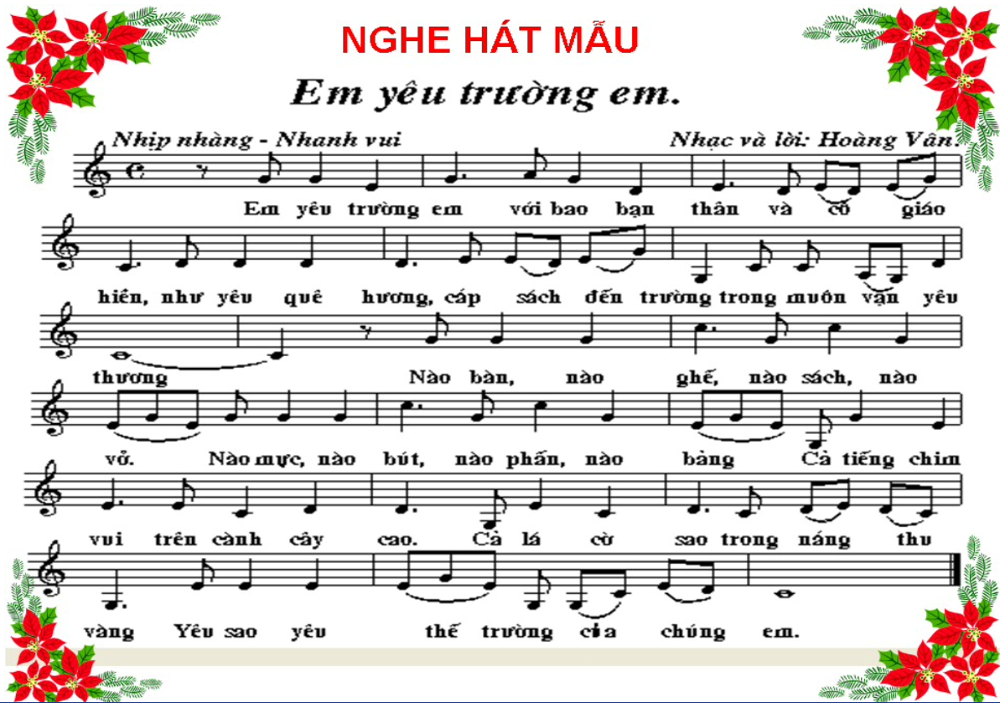 NGHE HÁT MẪU
Em yêu trường em.
Nhịp nhàng - Nhanh vui Nhạc và lời: Hoàng Vân.
Em yêu trường em với bao bạn thân và cô giáo
hiền, như yêu quê hương, cáp sách đến trường trong muôn vạn yêu
thương Nào bàn, nào ghế, nào sách, nào
vở. Nào mực, nào bút, nào phấn, nào bảng Cả tiếng chim
vui trên cành cây cao. Cả lá cờ sao trong náng thu
vàng Yêu sao yêu thế trường của chúng em.